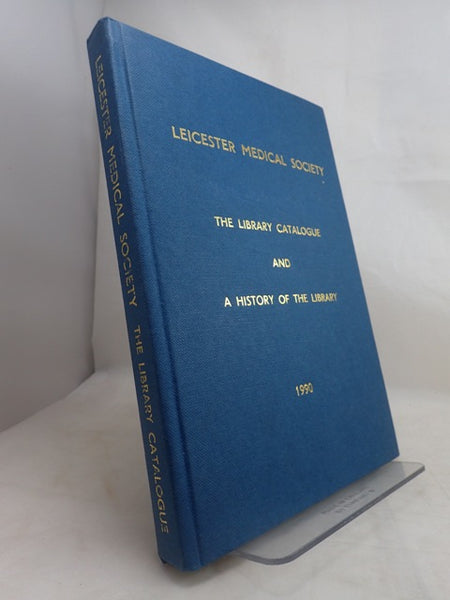 LEICESTER MEDICAL SOCIETY
THE LIBRARY CATALOGUE
AND
A HISTORY OF THE LIBRARY
1990
LEICESTER MEDICAL SOCIETY THE LIBRARY CATALOGUE